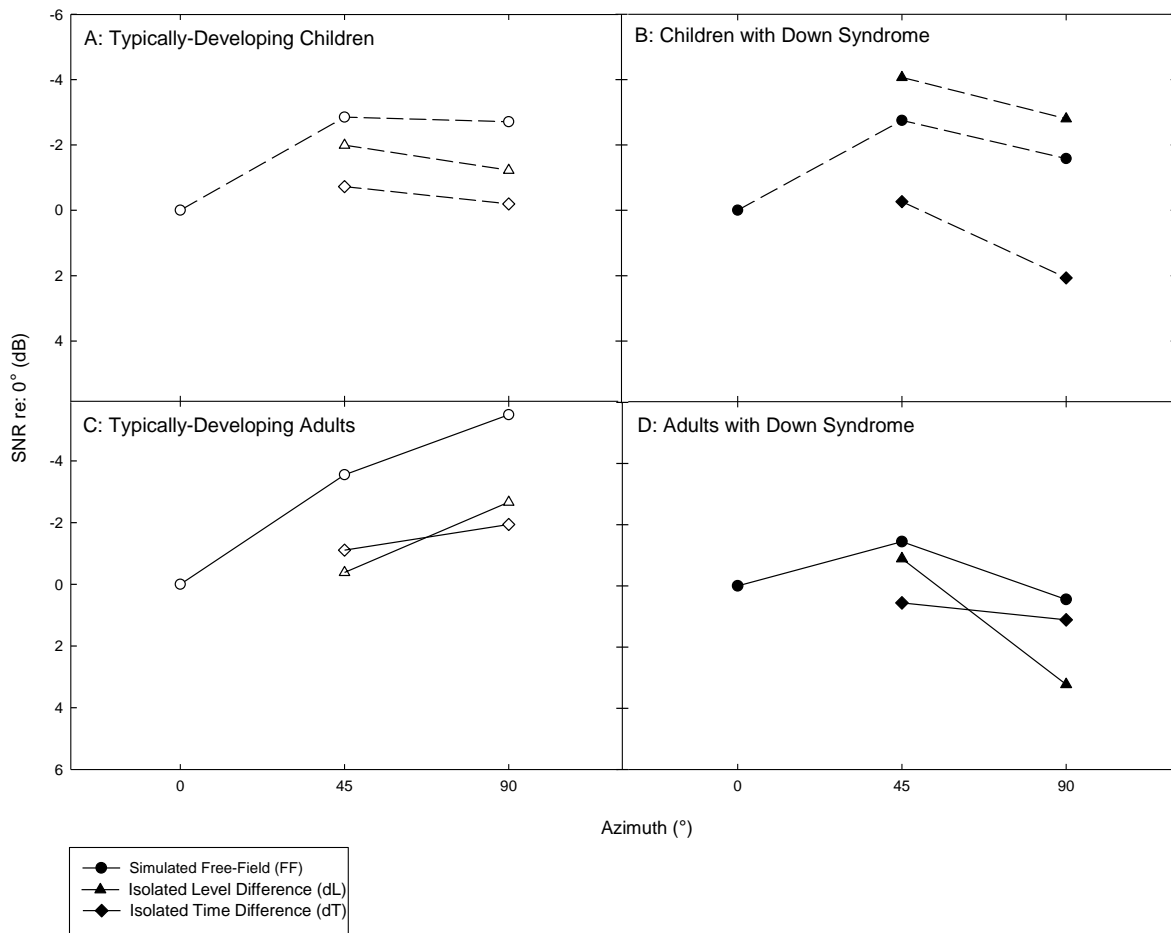 -6
A: Typically-Developing Children
B: Children with Down Syndrome
-4
-2
0
2
4
SNR re: 0° (dB)
C: Typically-Developing Adults
D: Adults with Down Syndrome
-4
-2
0
2
4
6
0 45 90 0 45 90
Azimuth (°)
Simulated Free-Field (FF)
Isolated Level Difference (dL)
Isolated Time Difference (dT)